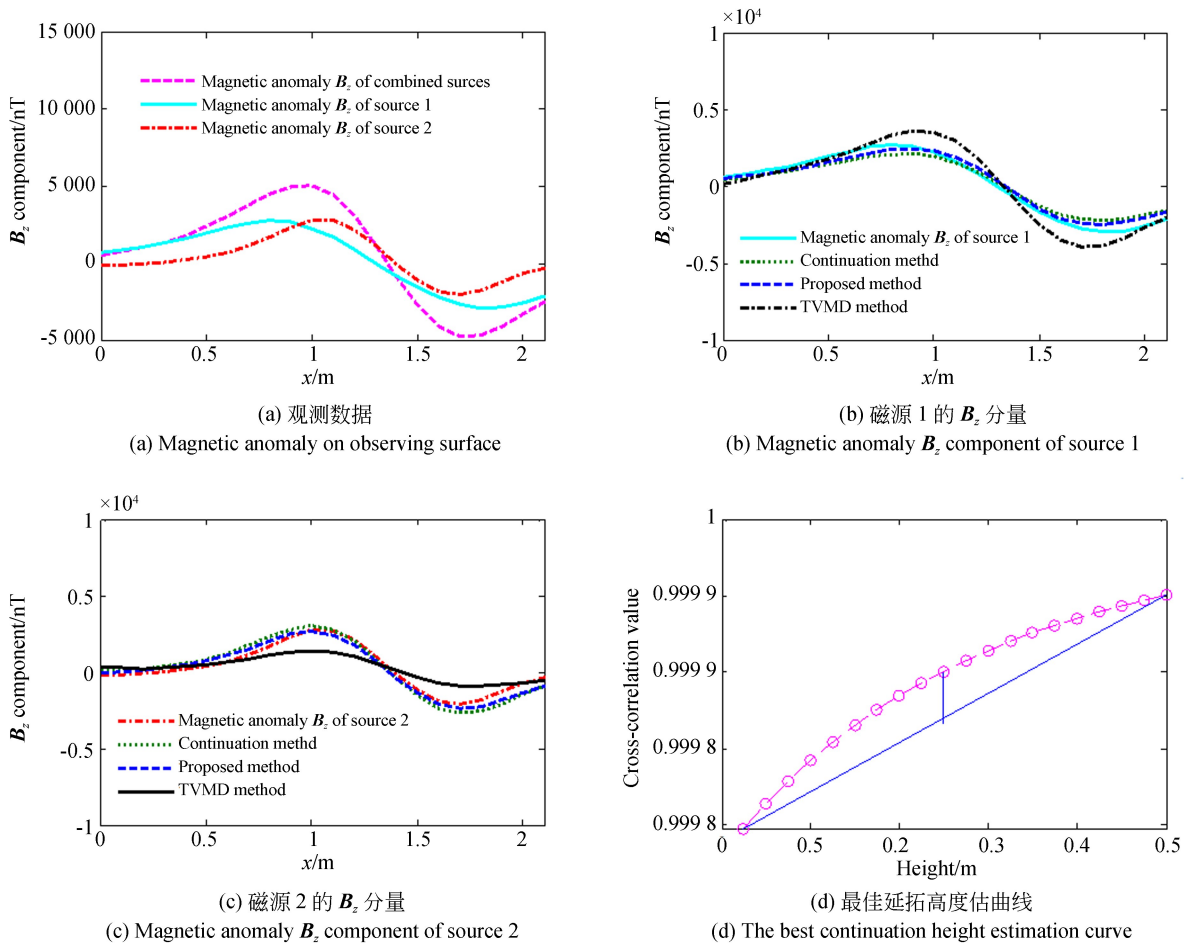 15 000
10 000
5 000
0
-5 000
Bz component/nT
Magnetic anomaly Bz of combined surces
Magnetic anomaly Bz of source 1
Magnetic anomaly Bz of source 2
0 0.5 1 1.5 2
x/m
(a) 观测数据
(a) Magnetic anomaly on observing surface
×10⁴
1
0.5
0
-0.5
-1
Bz component/nT
Magnetic anomaly Bz of source 1
Continuation methd
Proposed method
TVMD method
0 0.5 1 1.5 2
x/m
(b) 磁源 1 的 Bz 分量
(b) Magnetic anomaly Bz component of source 1
×10⁴
1
0.5
0
-0.5
-1
Bz component/nT
Magnetic anomaly Bz of source 2
Continuation methd
Proposed method
TVMD method
0 0.5 1 1.5 2
x/m
(c) 磁源 2 的 Bz 分量
(c) Magnetic anomaly Bz component of source 2
1
0.999 9
0.999 9
0.999 8
0.999 8
Cross-correlation value
0 0.5 0.2 0.3 0.4 0.5
Height/m
(d) 最佳延拓高度估曲线
(d) The best continuation height estimation curve